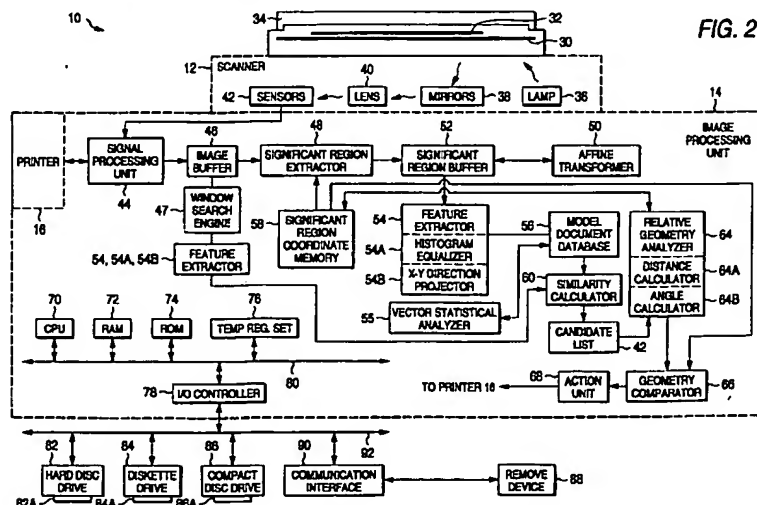 10
34
32
30
FIG. 2
12
SCANNER
42
SENSORS
40
LENS
MIRRORS
38
LAMP
36
14
IMAGE PROCESSING UNIT
PRINTER
16
SIGNAL PROCESSING UNIT
44
46
IMAGE BUFFER
48
SIGNIFICANT REGION EXTRACTOR
52
SIGNIFICANT REGION BUFFER
50
AFFINE TRANSFORMER
47
WINDOW SEARCH ENGINE
54, 54A, 54B
FEATURE EXTRACTOR
58
SIGNIFICANT REGION COORDINATE MEMORY
54
FEATURE EXTRACTOR
54A
HISTOGRAM EQUALIZER
54B
X-Y DIRECTION PROJECTOR
55
VECTOR STATISTICAL ANALYZER
56
MODEL DOCUMENT DATABASE
60
SIMILARITY CALCULATOR
CANDIDATE LIST
42
RELATIVE GEOMETRY ANALYZER
64
DISTANCE CALCULATOR
64A
ANGLE CALCULATOR
64B
70
CPU
72
RAM
74
ROM
76
TEMP REG. SET
80
78
I/O CONTROLLER
TO PRINTER 16
68
ACTION UNIT
GEOMETRY COMPARATOR
66
92
82
HARD DISC DRIVE
82A
84
DISKETTE DRIVE
84A
86
COMPACT DISC DRIVE
86A
90
COMMUNICATION INTERFACE
REMOVE DEVICE
88